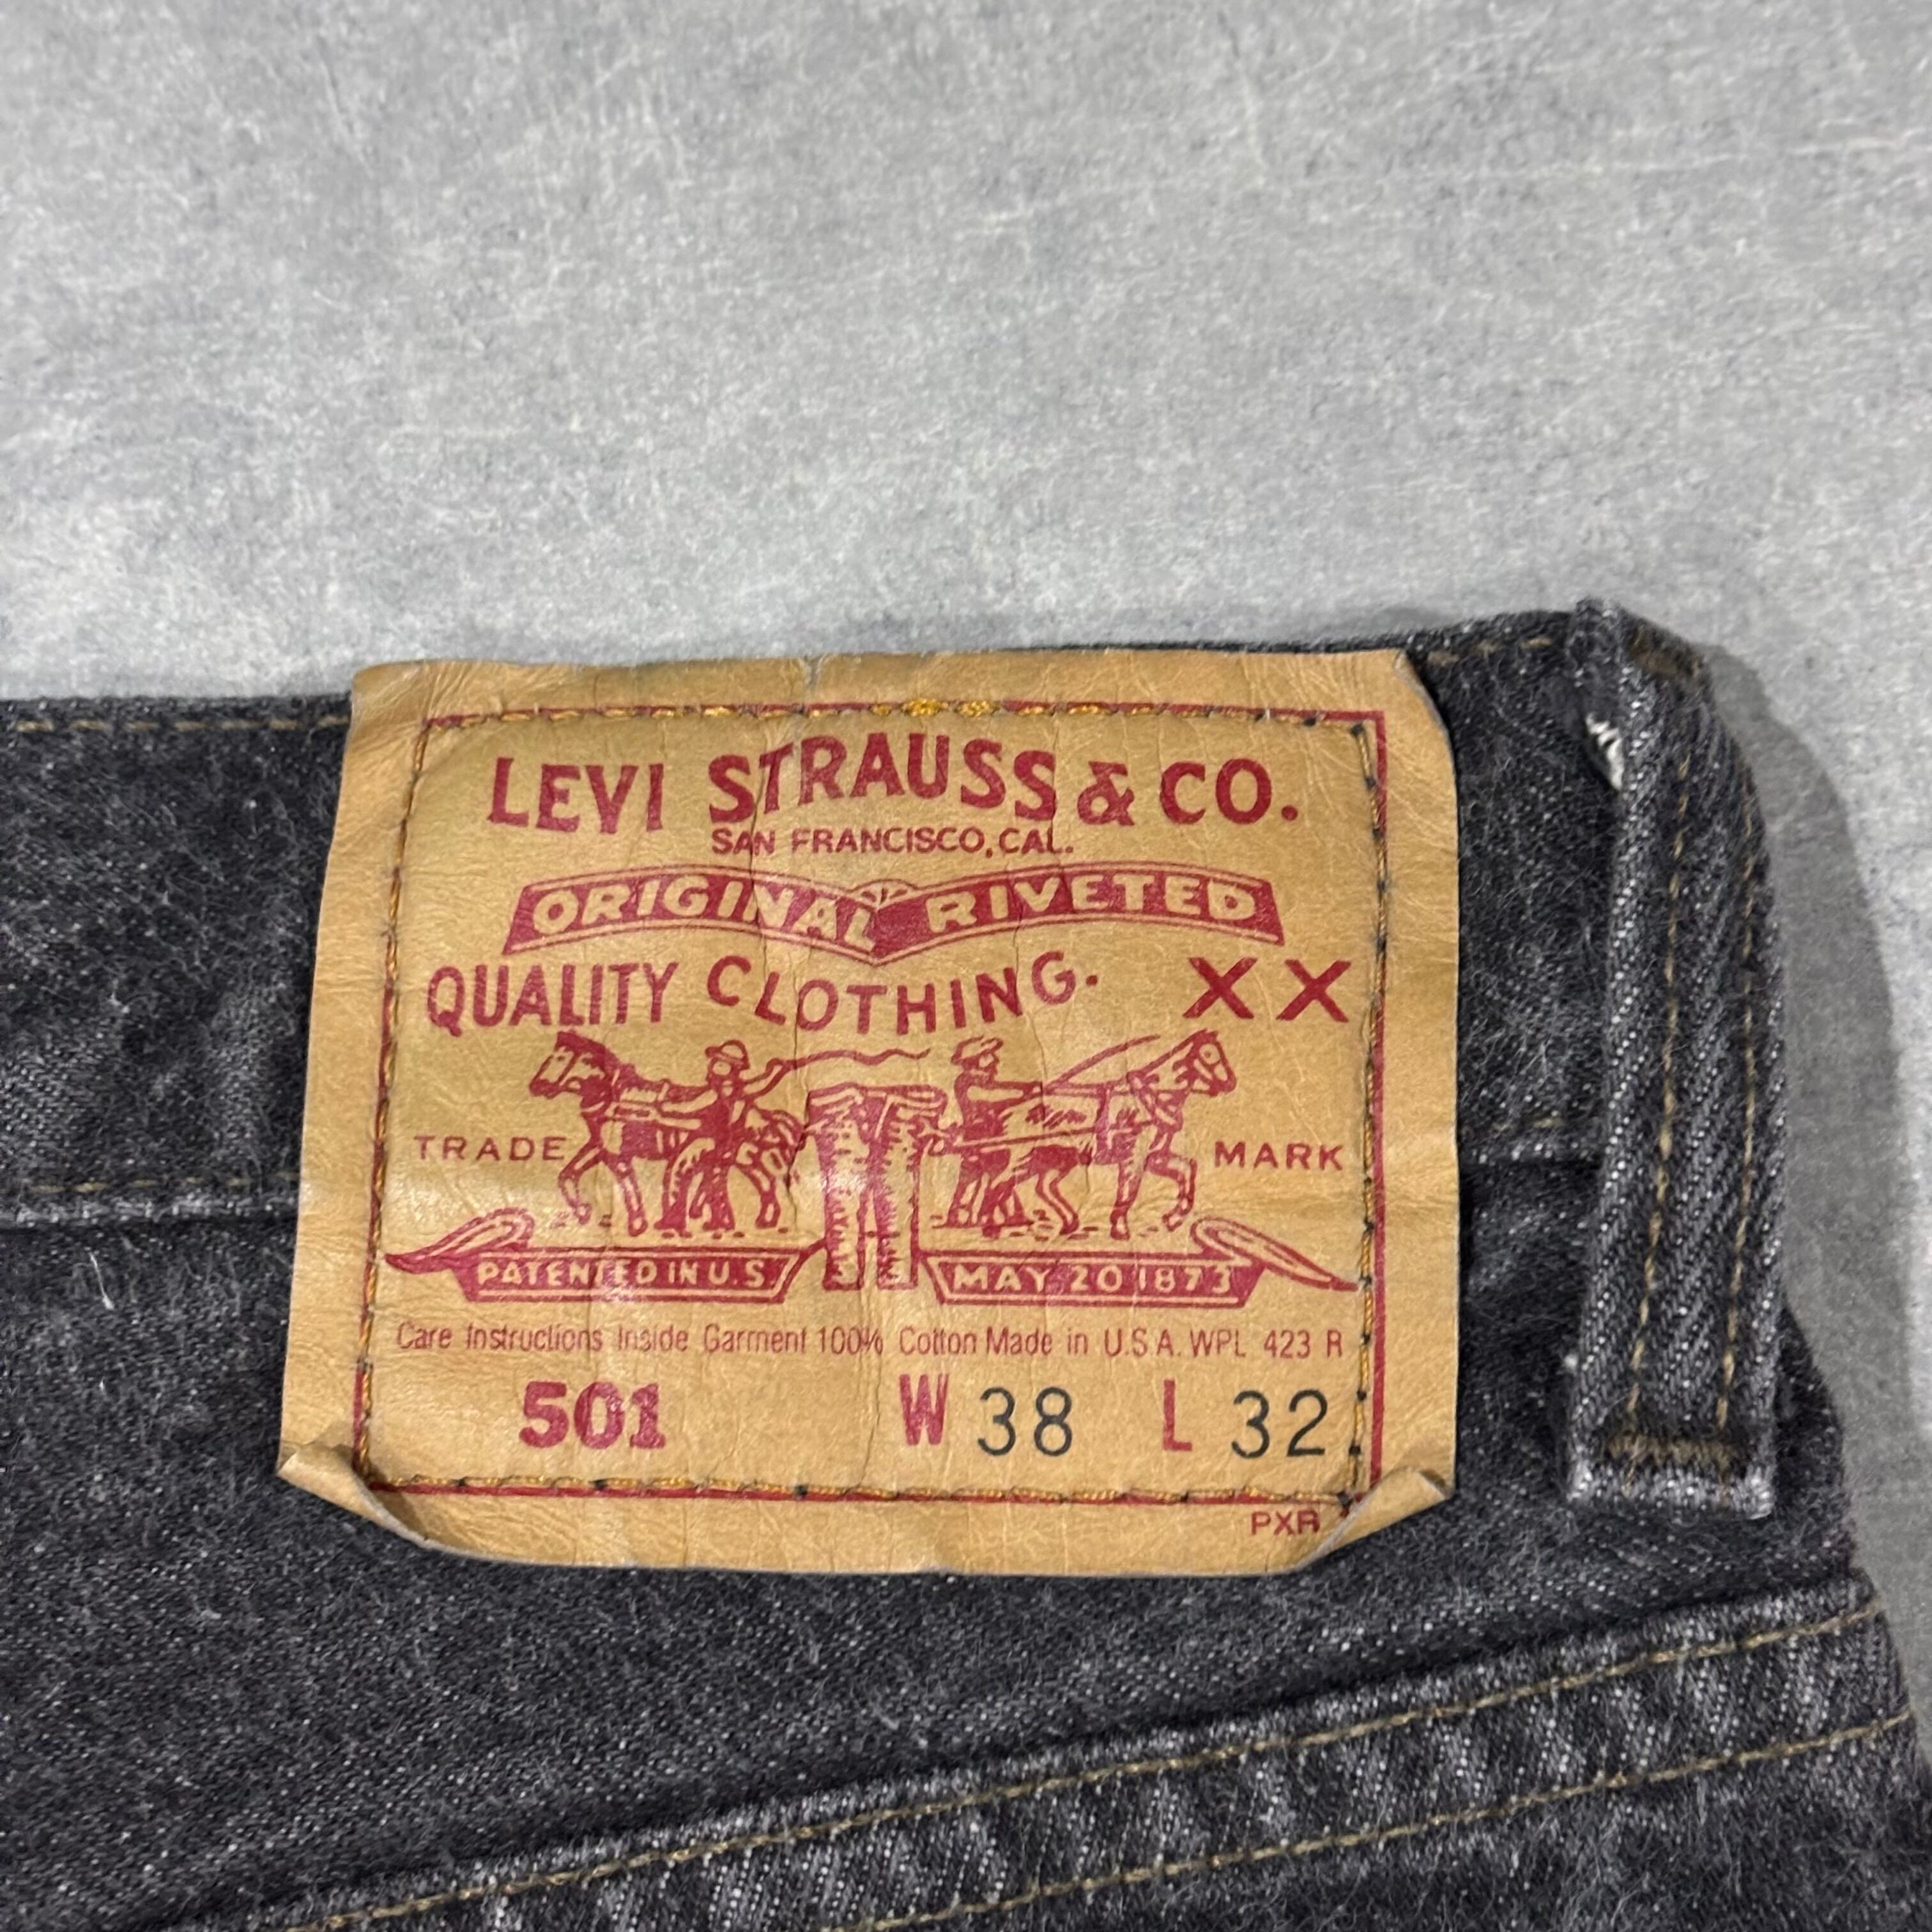 LEVI STRAUSS & CO.
SAN FRANCISCO, CAL.
ORIGINAL RIVETED
QUALITY CLOTHING. XX
TRADE MARK
PATENTED IN U.S. MAY 20 1873
Care Instructions Inside Garment 100% Cotton Made in U.S.A. WPL 423 R
501 W 38 L 32
PXR